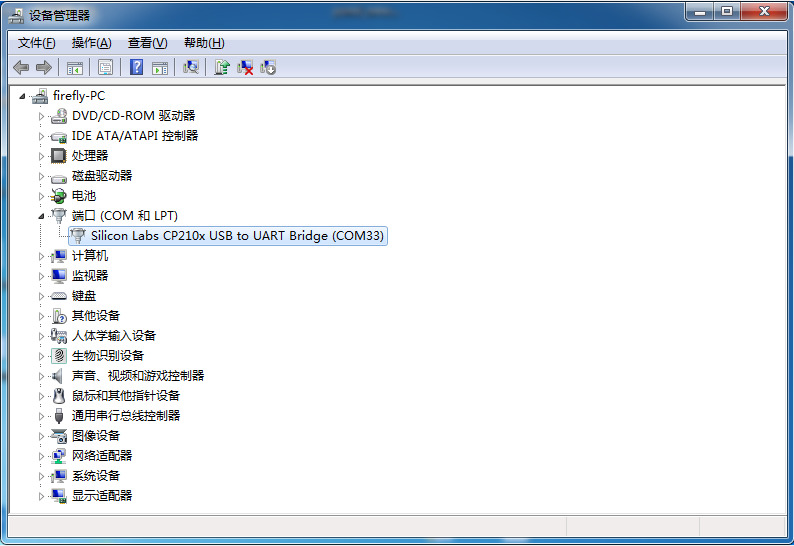 设备管理器
文件(F) 操作(A) 查看(V) 帮助(H)
firefly-PC
DVD/CD-ROM 驱动器
IDE ATA/ATAPI 控制器
处理器
磁盘驱动器
电池
端口 (COM 和 LPT)
Silicon Labs CP210x USB to UART Bridge (COM33)
计算机
监视器
键盘
其他设备
人体学输入设备
生物识别设备
声音、视频和游戏控制器
鼠标和其他指针设备
通用串行总线控制器
图像设备
网络适配器
系统设备
显示适配器